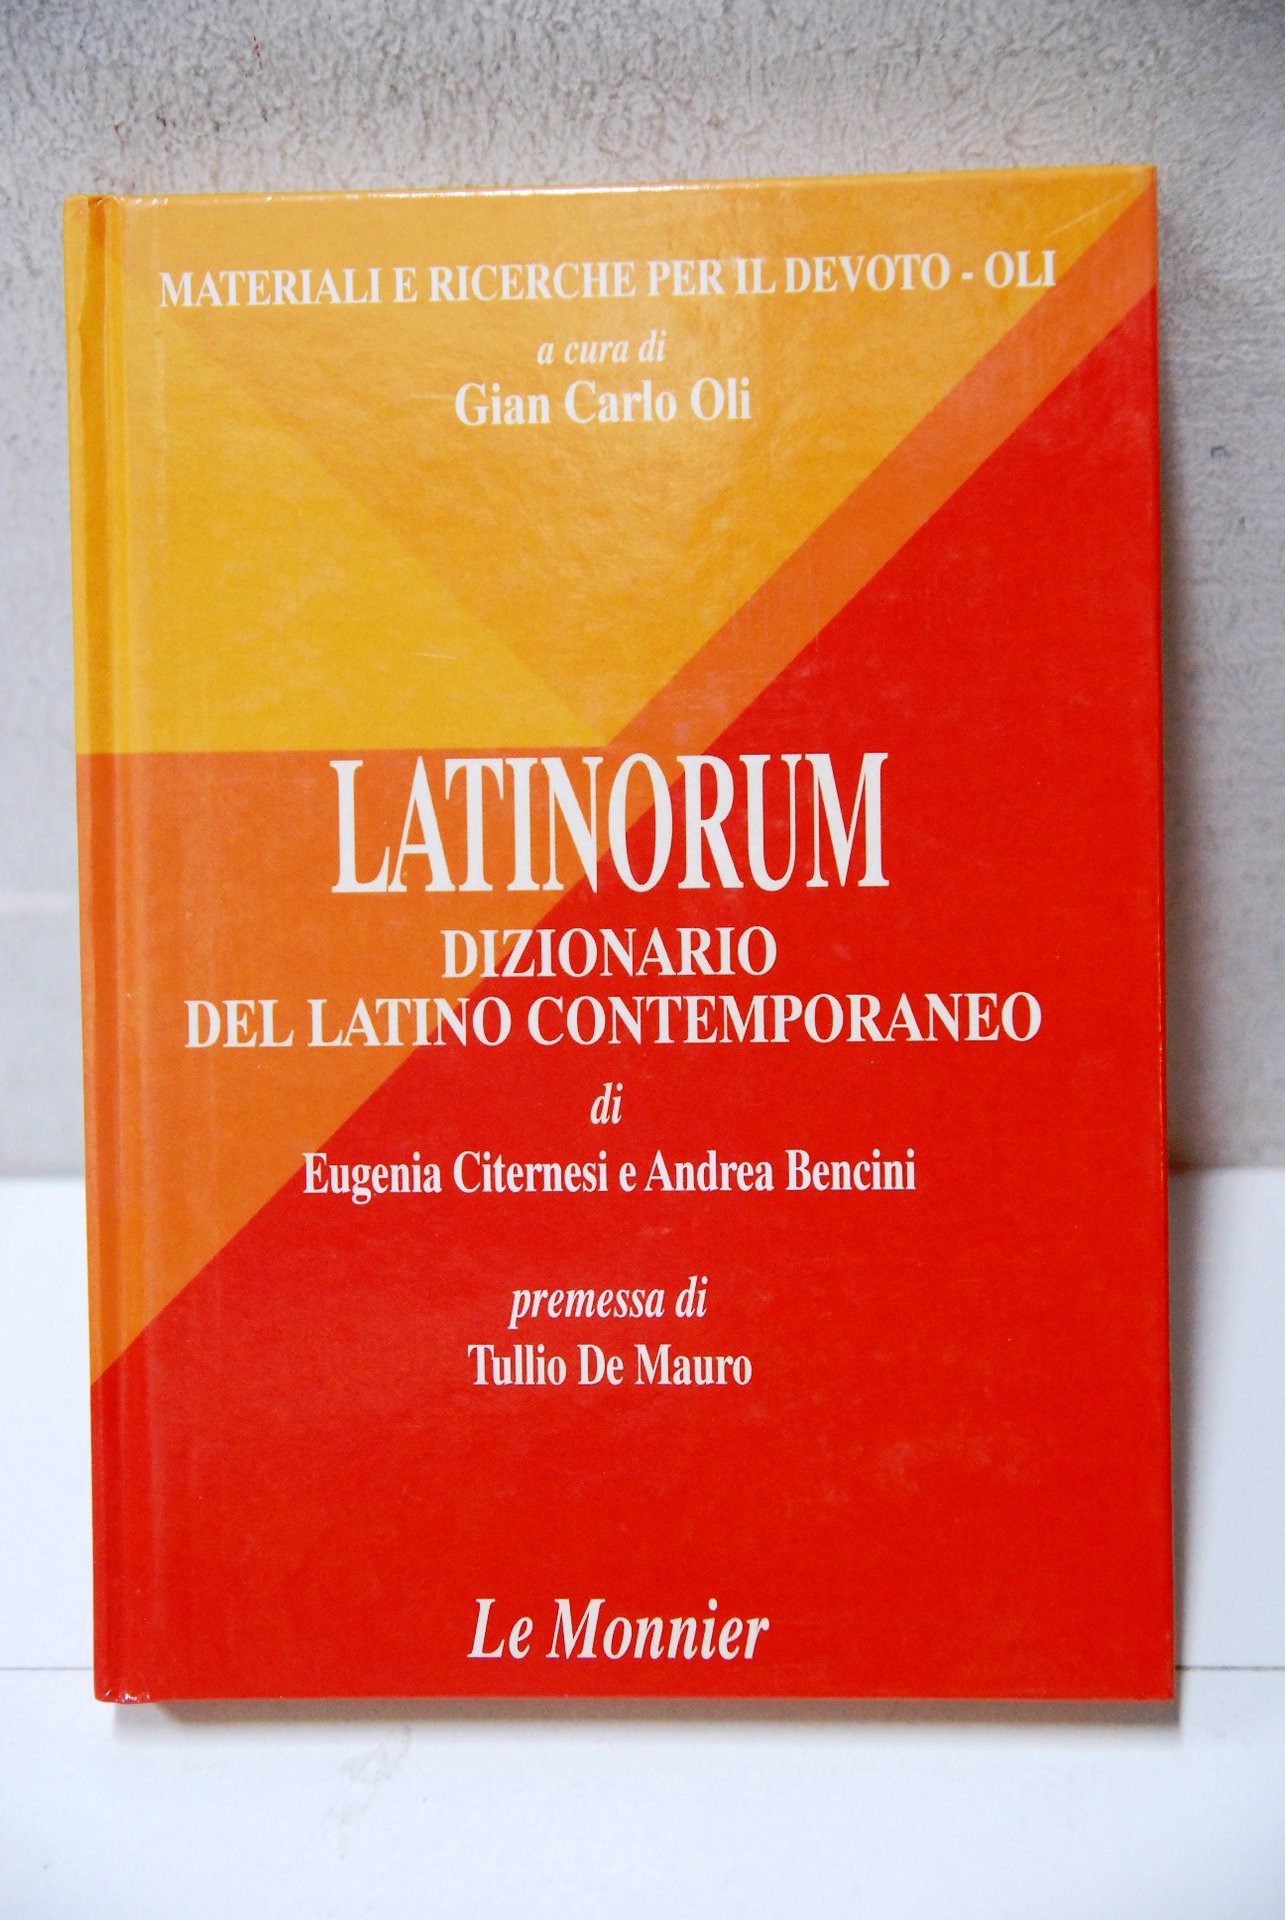 MATERIALI E RICERCHE PER IL DEVOTO - OLI
a cura di
Gian Carlo Oli
LATINORUM
DIZIONARIO
DEL LATINO CONTEMPORANEO
di
Eugenia Citernesi e Andrea Bencini
premessa di
Tullio De Mauro
Le Monnier